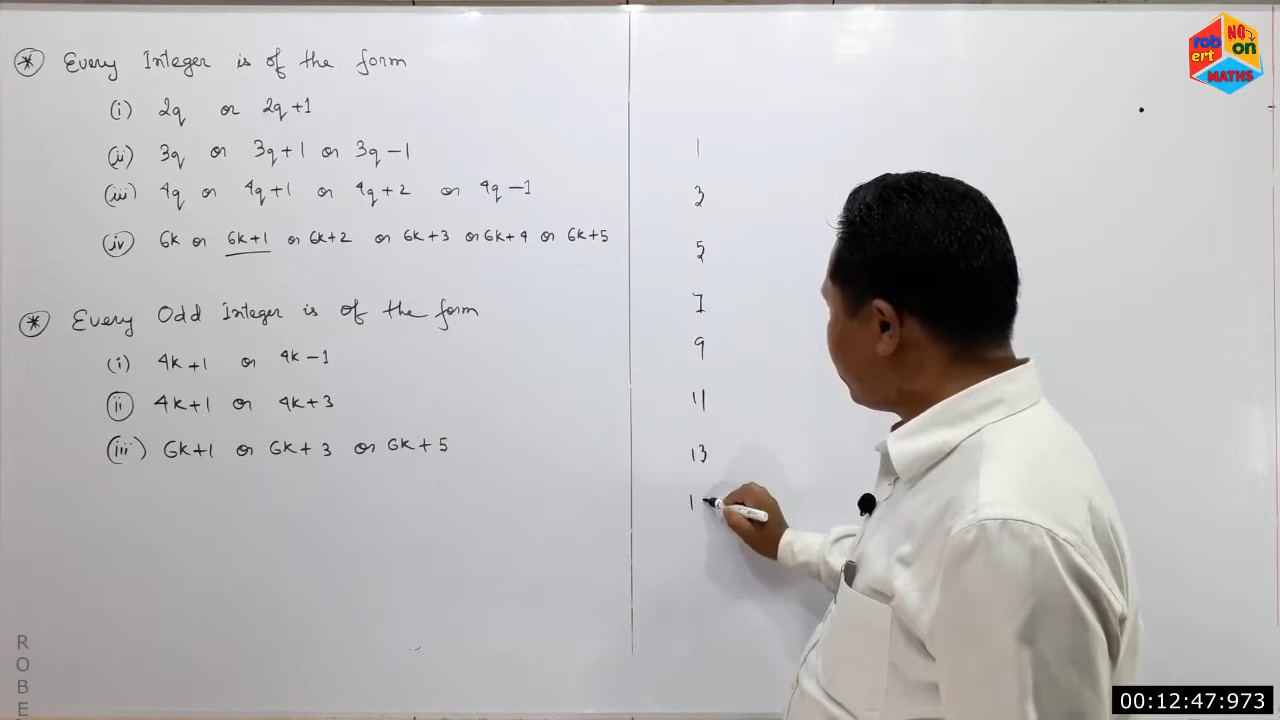 * Every Integer is of the form
(i) 2q or 2q+1
(ii) 3q or 3q+1 or 3q-1
(iii) 4q or 4q+1 or 4q+2 or 4q-1
(iv) 6k or 6k+1 or 6k+2 or 6k+3 or 6k+4 or 6k+5
* Every Odd Integer is of the form
(i) 4k+1 or 4k-1
(ii) 4k+1 or 4k+3
(iii) 6k+1 or 6k+3 or 6k+5
1
3
5
7
9
11
13
1
robert NO on
MATHS
ROBE
00:12:47:973